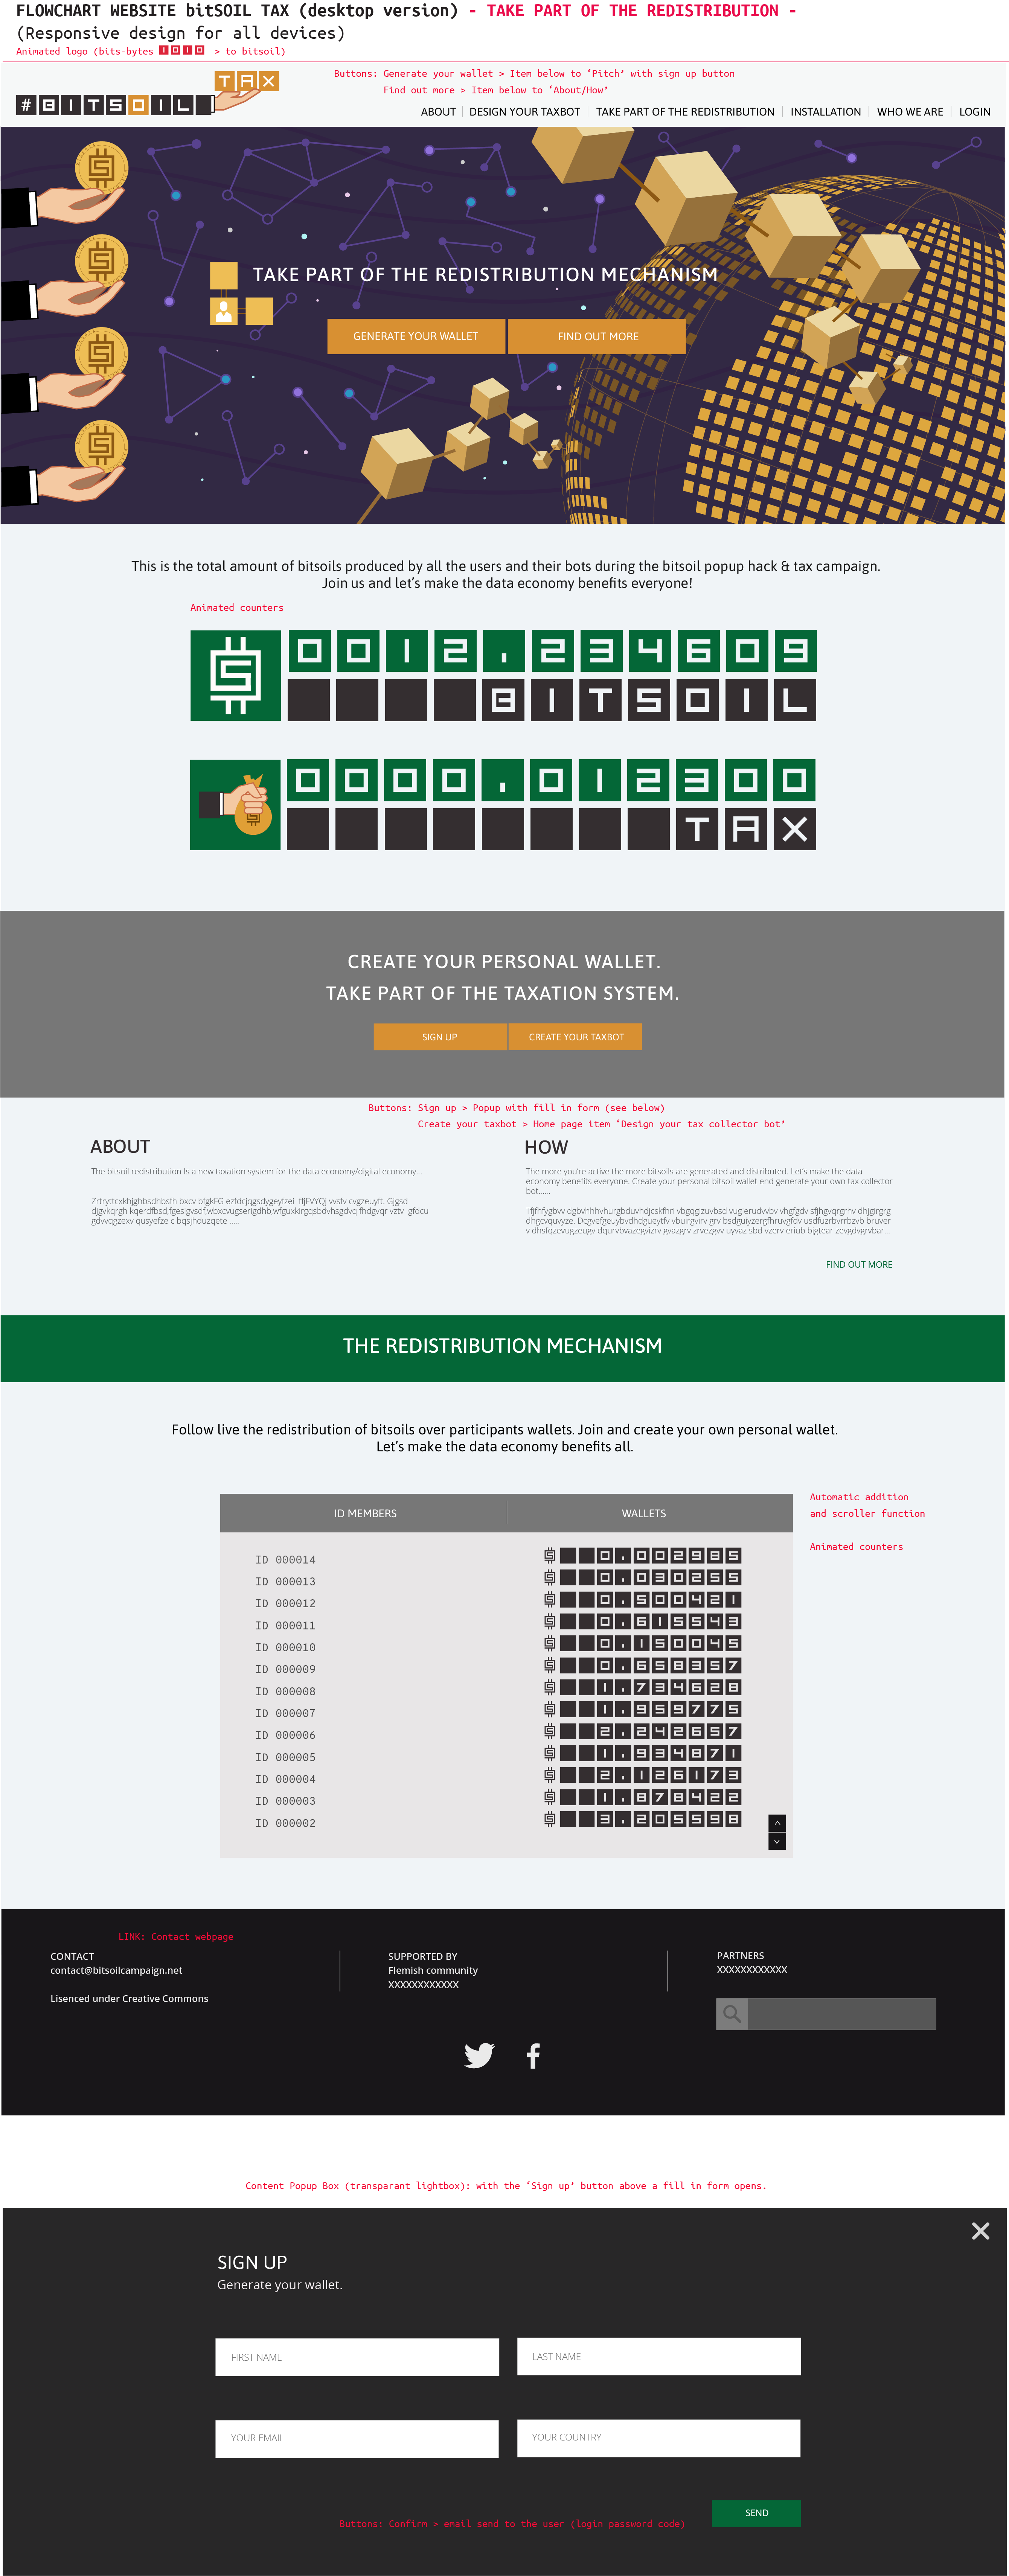 FLOWCHART WEBSITE bitSOIL TAX (desktop version) - TAKE PART OF THE REDISTRIBUTION -
(Responsive design for all devices)
Animated logo (bits-bytes 1010 > to bitsoil)
Buttons: Generate your wallet > Item below to ‘Pitch’ with sign up button
Find out more > Item below to ‘About/How’
TAX
#BITSOIL
ABOUT
DESIGN YOUR TAXBOT
TAKE PART OF THE REDISTRIBUTION
INSTALLATION
WHO WE ARE
LOGIN
TAKE PART OF THE REDISTRIBUTION MECHANISM
GENERATE YOUR WALLET
FIND OUT MORE
This is the total amount of bitsoils produced by all the users and their bots during the bitsoil popup hack & tax campaign.
Join us and let’s make the data economy benefits everyone!
Animated counters
0012.234609
BITSOIL
0000.012300
TAX
CREATE YOUR PERSONAL WALLET.
TAKE PART OF THE TAXATION SYSTEM.
SIGN UP
CREATE YOUR TAXBOT
Buttons: Sign up > Popup with fill in form (see below)
Create your taxbot > Home page item ‘Design your tax collector bot’
ABOUT
The bitsoil redistribution Is a new taxation system for the data economy/digital economy...
Zrtryttcxkhjghbsdhbsfh bxcv bfgkFG ezfdcjqgsdygeyfzei ffjFVYQj vvsfv cvgzeuyft. Gjgsd
djgvkqrgh kqerdfbsd,fgesigvsdf,wbxcvugserigdhb,wfguxkirgqsbdvhsgdvq fhdgvqr vztv gfdcu
gdvvqgzexv qusyefze c bqsjhduzqete .....
HOW
The more you’re active the more bitsoils are generated and distributed. Let’s make the data
economy benefits everyone. Create your personal bitsoil wallet end generate your own tax collector
bot......
Tfjfhfygbvv dgbvhhhvhurgbduvhdjcskfhri vbgqgizuvbsd vugierudvvbv vhgfgdv sfjhgvqrgrhv dhjgirgrg
dhgcvquvyze. Dcgvefgeuybvdhdgueytfv vbuirgvirv grv bsdguiyzergfhruvgfdv usdfuzrbvrrbzvb bruver
v dhsfqzevugzeugv dqurvbvazegvizrv gvazgrv zrvezgvv uyvaz sbd vzerv eriub bjgtear zevgdvgrvbar...
FIND OUT MORE
THE REDISTRIBUTION MECHANISM
Follow live the redistribution of bitsoils over participants wallets. Join and create your own personal wallet.
Let’s make the data economy benefits all.
ID MEMBERS
WALLETS
Automatic addition
and scroller function
Animated counters
ID 000014 0.002985
ID 000013 0.030255
ID 000012 0.500421
ID 000011 0.615543
ID 000010 0.150045
ID 000009 0.658357
ID 000008 1.734628
ID 000007 1.959775
ID 000006 2.242657
ID 000005 1.934871
ID 000004 2.126173
ID 000003 1.878422
ID 000002 3.205598
LINK: Contact webpage
CONTACT
contact@bitsoilcampaign.net
Lisenced under Creative Commons
SUPPORTED BY
Flemish community
XXXXXXXXXXXX
PARTNERS
XXXXXXXXXXXX
Content Popup Box (transparant lightbox): with the ‘Sign up’ button above a fill in form opens.
SIGN UP
Generate your wallet.
FIRST NAME
LAST NAME
YOUR EMAIL
YOUR COUNTRY
SEND
Buttons: Confirm > email send to the user (login password code)